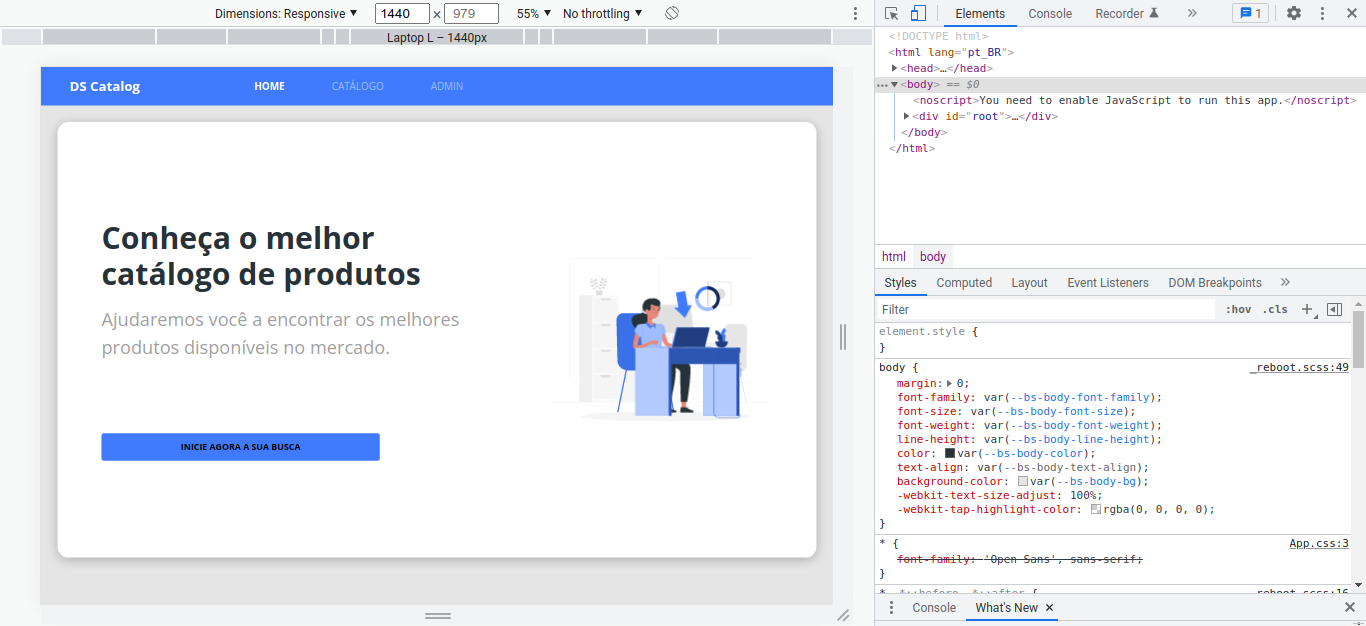 Dimensions: Responsive ▼ 1440 × 979 55% ▼ No throttling ▼
Laptop L – 1440px
DS Catalog HOME CATÁLOGO ADMIN
Conheça o melhor
catálogo de produtos
Ajudaremos você a encontrar os melhores
produtos disponíveis no mercado.
INICIE AGORA A SUA BUSCA
Elements Console Recorder » 1
<!DOCTYPE html>
<html lang="pt_BR">
▶<head>…</head>
…▼<body> == $0
<noscript>You need to enable JavaScript to run this app.</noscript>
▶<div id="root">…</div>
</body>
</html>
html body
Styles Computed Layout Event Listeners DOM Breakpoints »
Filter :hov .cls +
element.style {
}
body { _reboot.scss:49
margin:▶ 0;
font-family: var(--bs-body-font-family);
font-size: var(--bs-body-font-size);
font-weight: var(--bs-body-font-weight);
line-height: var(--bs-body-line-height);
color: var(--bs-body-color);
text-align: var(--bs-body-text-align);
background-color: var(--bs-body-bg);
-webkit-text-size-adjust: 100%;
-webkit-tap-highlight-color: rgba(0, 0, 0, 0);
}
* { App.css:3
font-family: 'Open Sans', sans-serif;
}
*, *::before, *::after { _reboot.scss:16
Console What's New ×